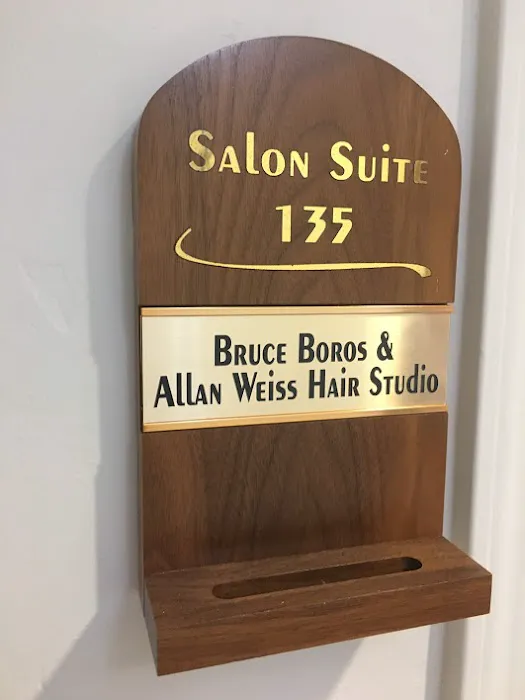 Salon Suite
135
Bruce Boros &
Allan Weiss Hair Studio